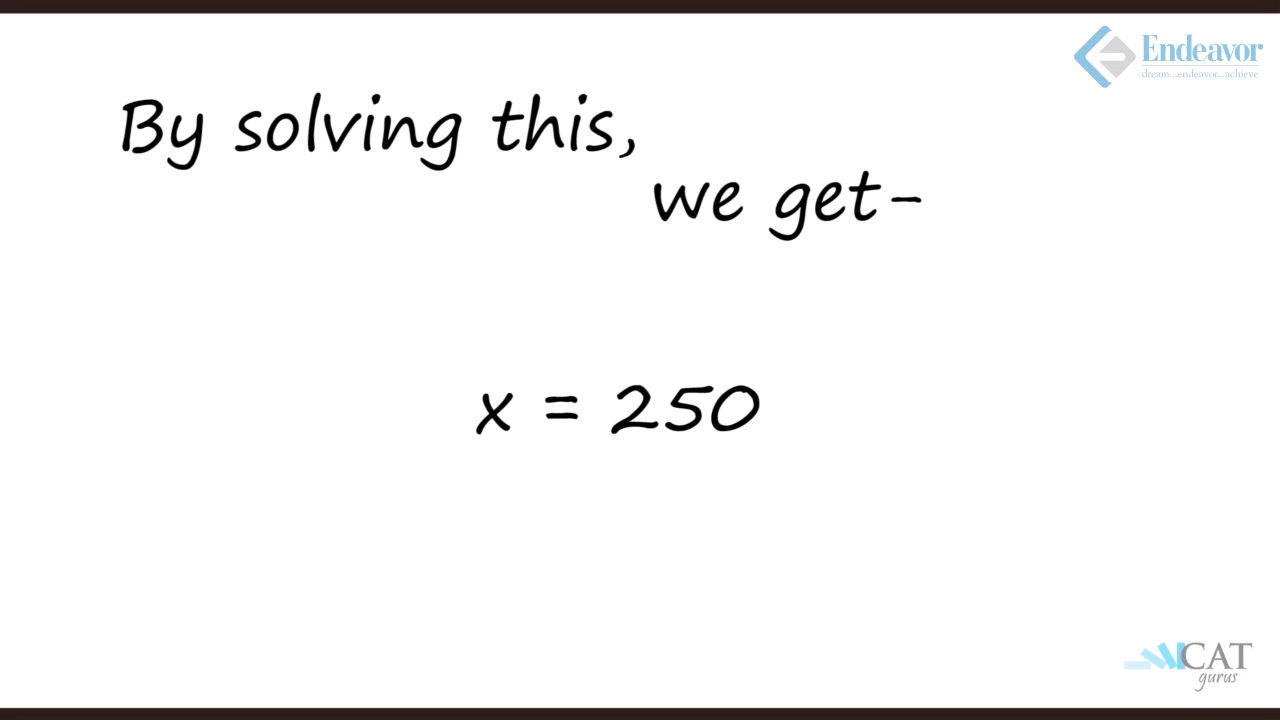 Endeavor
dream...endeavor...achieve
By solving this,
we get-
x = 250
CAT
gurus